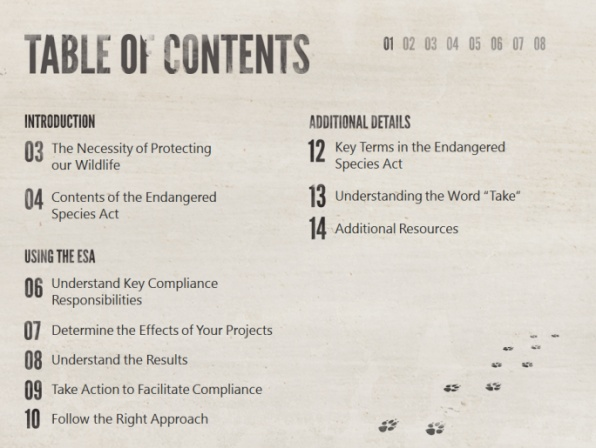 TABLE OF CONTENTS
01 02 03 04 05 06 07 08
INTRODUCTION
03 The Necessity of Protecting
our Wildlife
04 Contents of the Endangered
Species Act
USING THE ESA
06 Understand Key Compliance
Responsibilities
07 Determine the Effects of Your Projects
08 Understand the Results
09 Take Action to Facilitate Compliance
10 Follow the Right Approach
ADDITIONAL DETAILS
12 Key Terms in the Endangered
Species Act
13 Understanding the Word “Take”
14 Additional Resources